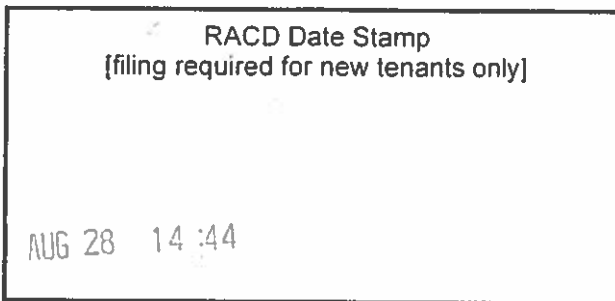 RACD Date Stamp
[filing required for new tenants only]
AUG 28 14:44